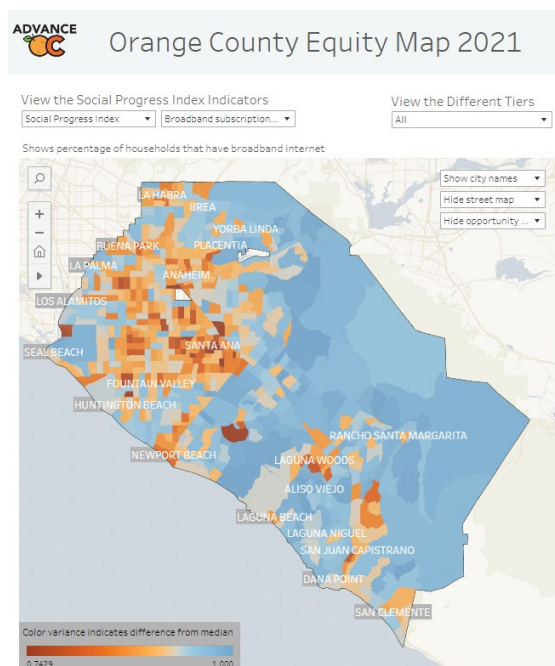 ADVANCE
OC
Orange County Equity Map 2021
View the Social Progress Index Indicators
View the Different Tiers
Social Progress Index
Broadband subscription...
All
Shows percentage of households that have broadband internet
Show city names
Hide street map
Hide opportunity ...
LA HABRA
BREA
YORBA LINDA
BUENA PARK
PLACENTIA
LA PALMA
ANAHEIM
LOS ALAMITOS
SANTA ANA
SEAL BEACH
FOUNTAIN VALLEY
HUNTINGTON BEACH
RANCHO SANTA MARGARITA
NEWPORT BEACH
LAGUNA WOODS
ALISO VIEJO
LAGUNA BEACH
LAGUNA NIGUEL
SAN JUAN CAPISTRANO
DANA POINT
SAN CLEMENTE
Color variance indicates difference from median
0.7429
1.000